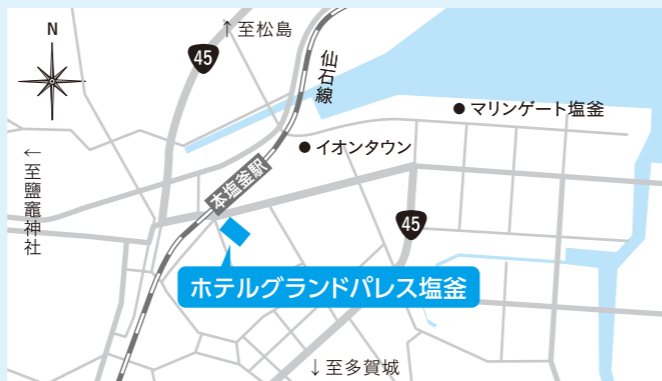 N
↑至松島
45
仙石線
マリンゲート塩釜
イオンタウン
←至鹽竈神社
本塩釜駅
45
ホテルグランドパレス塩釜
↓至多賀城